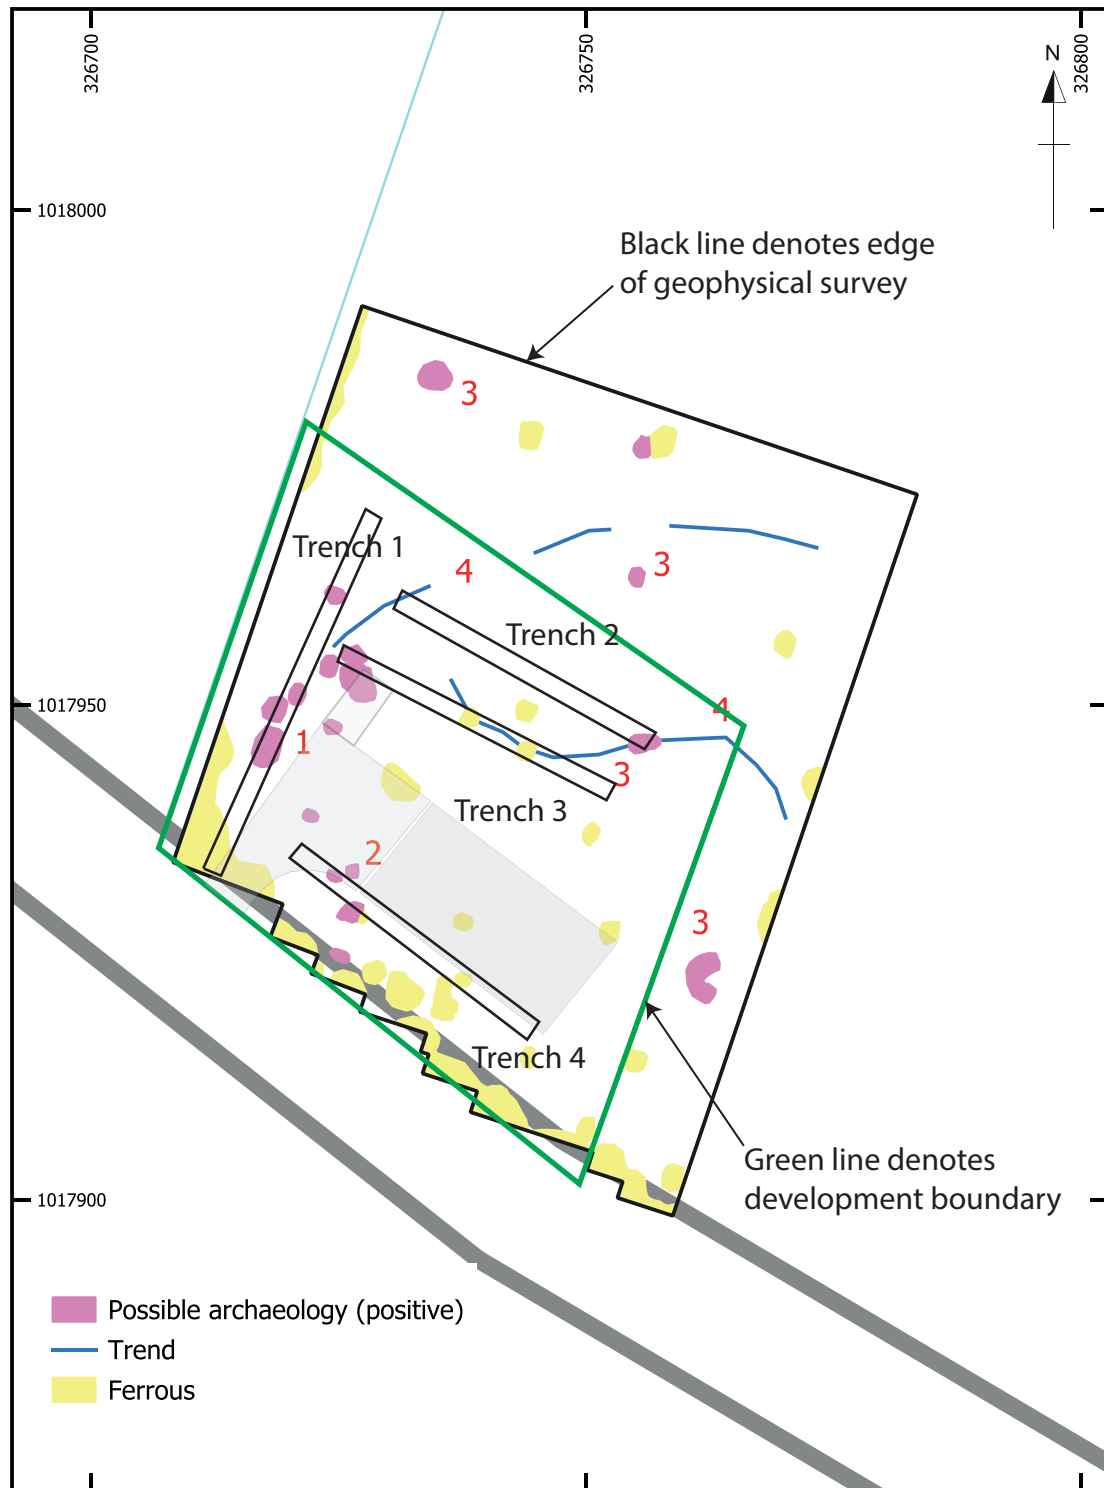 326700
326750
326800
N
1018000
Black line denotes edge
of geophysical survey
3
3
Trench 1
4
Trench 2
1017950
4
1
3
Trench 3
2
3
Trench 4
Green line denotes
development boundary
1017900
Possible archaeology (positive)
Trend
Ferrous